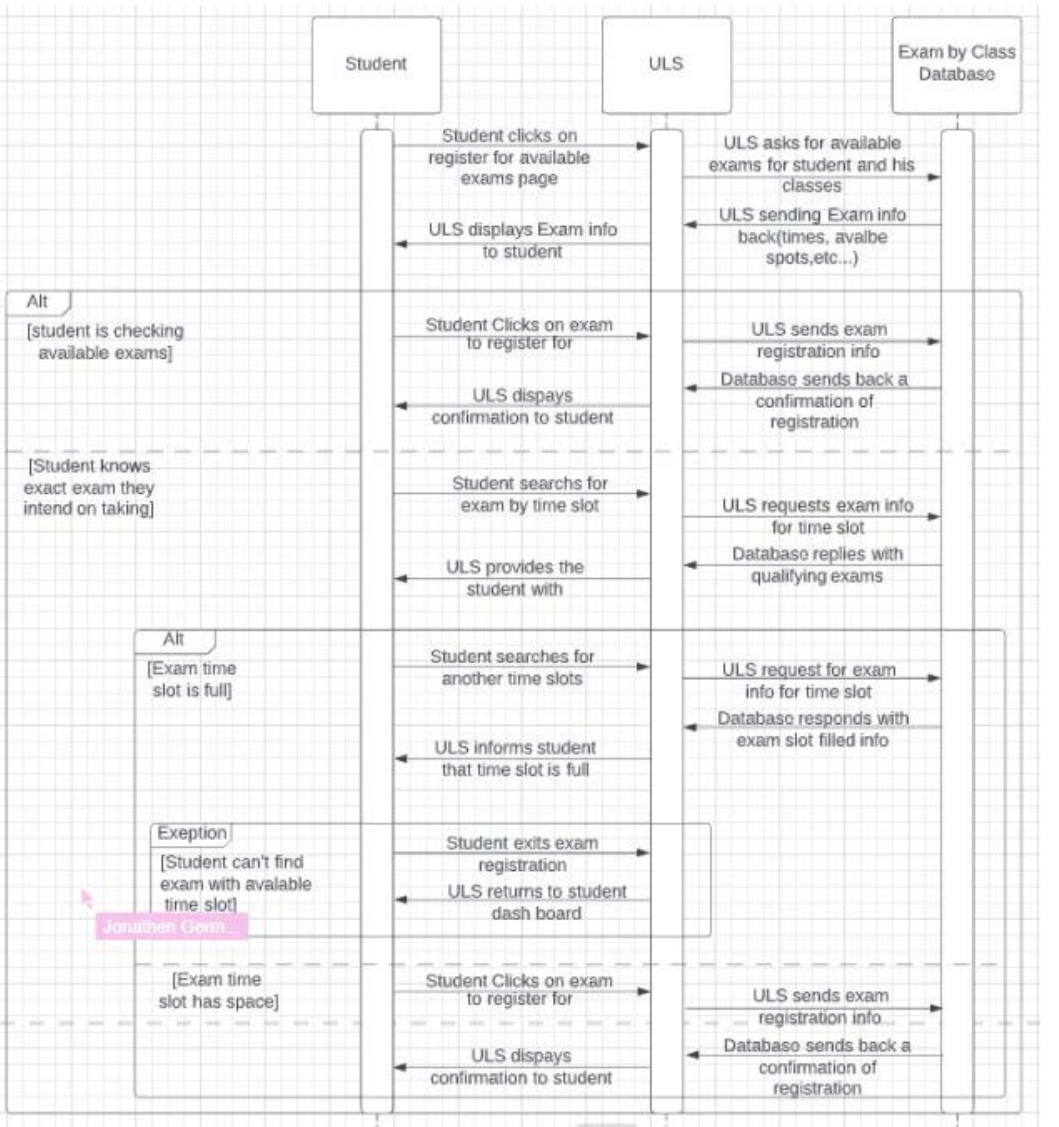 Student
ULS
Exam by Class
Database
Student clicks on
register for available
exams page
ULS asks for available
exams for student and his
classes
ULS sending Exam info
back(times, avalbe
spots,etc...)
ULS displays Exam info
to student
Alt
[student is checking
available exams]
Student Clicks on exam
to register for
ULS sends exam
registration info
Database sends back a
confirmation of
registration
ULS dispays
confirmation to student
[Student knows
exact exam they
intend on taking]
Student searchs for
exam by time slot
ULS requests exam info
for time slot
Database replies with
qualifying exams
ULS provides the
student with
Alt
[Exam time
slot is full]
Student searches for
another time slots
ULS request for exam
info for time slot
Database responds with
exam slot filled info
ULS informs student
that time slot is full
Exeption
[Student can't find
exam with avalable
time slot]
Student exits exam
registration
ULS returns to student
dash board
Jonathen Germ...
[Exam time
slot has space]
Student Clicks on exam
to register for
ULS sends exam
registration info
Database sends back a
confirmation of
registration
ULS dispays
confirmation to student